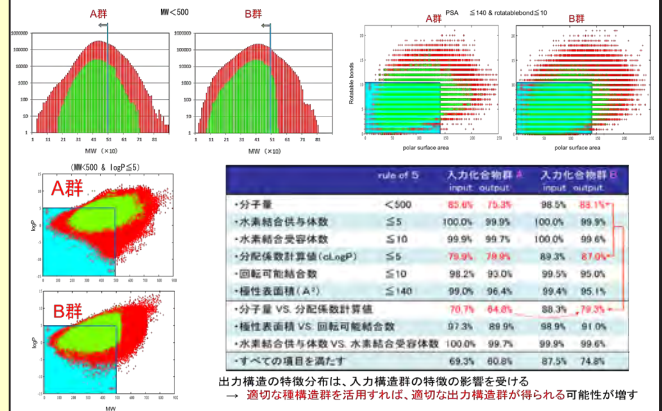 A群 MW<500 B群
PSA ≦140 & rotatablebond≦10
A群 B群
MW (×10) MW (×10)
Rotatable bonds
polar surface area polar surface area
(MW<500 & logP≦5)
A群
logP
B群
logP
MW
rule of 5 入力化合物群 A 入力化合物群 B
input output input output
・分子量 <500 85.6% 75.3% 98.5% 88.1%
・水素結合供与体数 ≦5 100.0% 99.9% 100.0% 99.9%
・水素結合受容体数 ≦10 99.9% 99.7% 100.0% 99.6%
・分配係数計算値(cLogP) ≦5 79.9% 79.9% 89.3% 87.0%
・回転可能結合数 ≦10 98.2% 93.0% 99.5% 95.0%
・極性表面積(A²) ≦140 99.0% 96.4% 99.4% 95.1%
・分子量 VS. 分配係数計算値 70.7% 64.8% 88.3% 79.3%
・極性表面積 VS. 回転可能結合数 97.3% 89.9% 98.9% 91.0%
・水素結合供与体数 VS. 水素結合受容体数 100.0% 99.7% 99.9% 99.6%
・すべての項目を満たす 69.3% 60.8% 87.5% 74.8%
出力構造の特徴分布は、入力構造群の特徴の影響を受ける
→ 適切な種構造群を活用すれば、適切な出力構造群が得られる可能性が増す